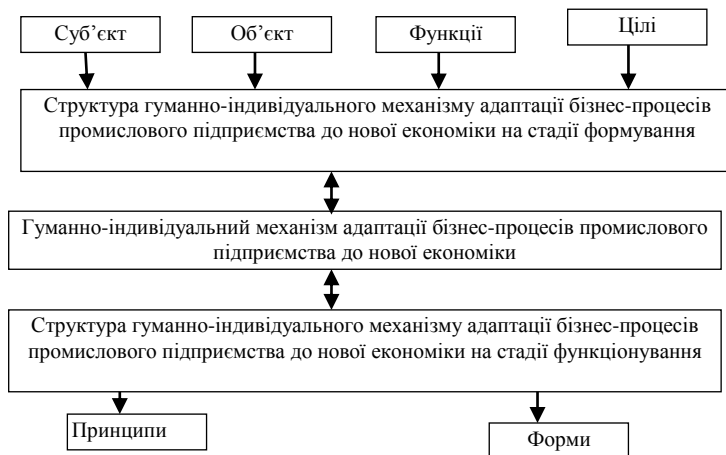 Суб’єкт
Об’єкт
Функції
Цілі
Структура гуманно-індивідуального механізму адаптації бізнес-процесів
промислового підприємства до нової економіки на стадії формування
Гуманно-індивідуальний механізм адаптації бізнес-процесів промислового
підприємства до нової економіки
Структура гуманно-індивідуального механізму адаптації бізнес-процесів
промислового підприємства до нової економіки на стадії функціонування
Принципи
Форми